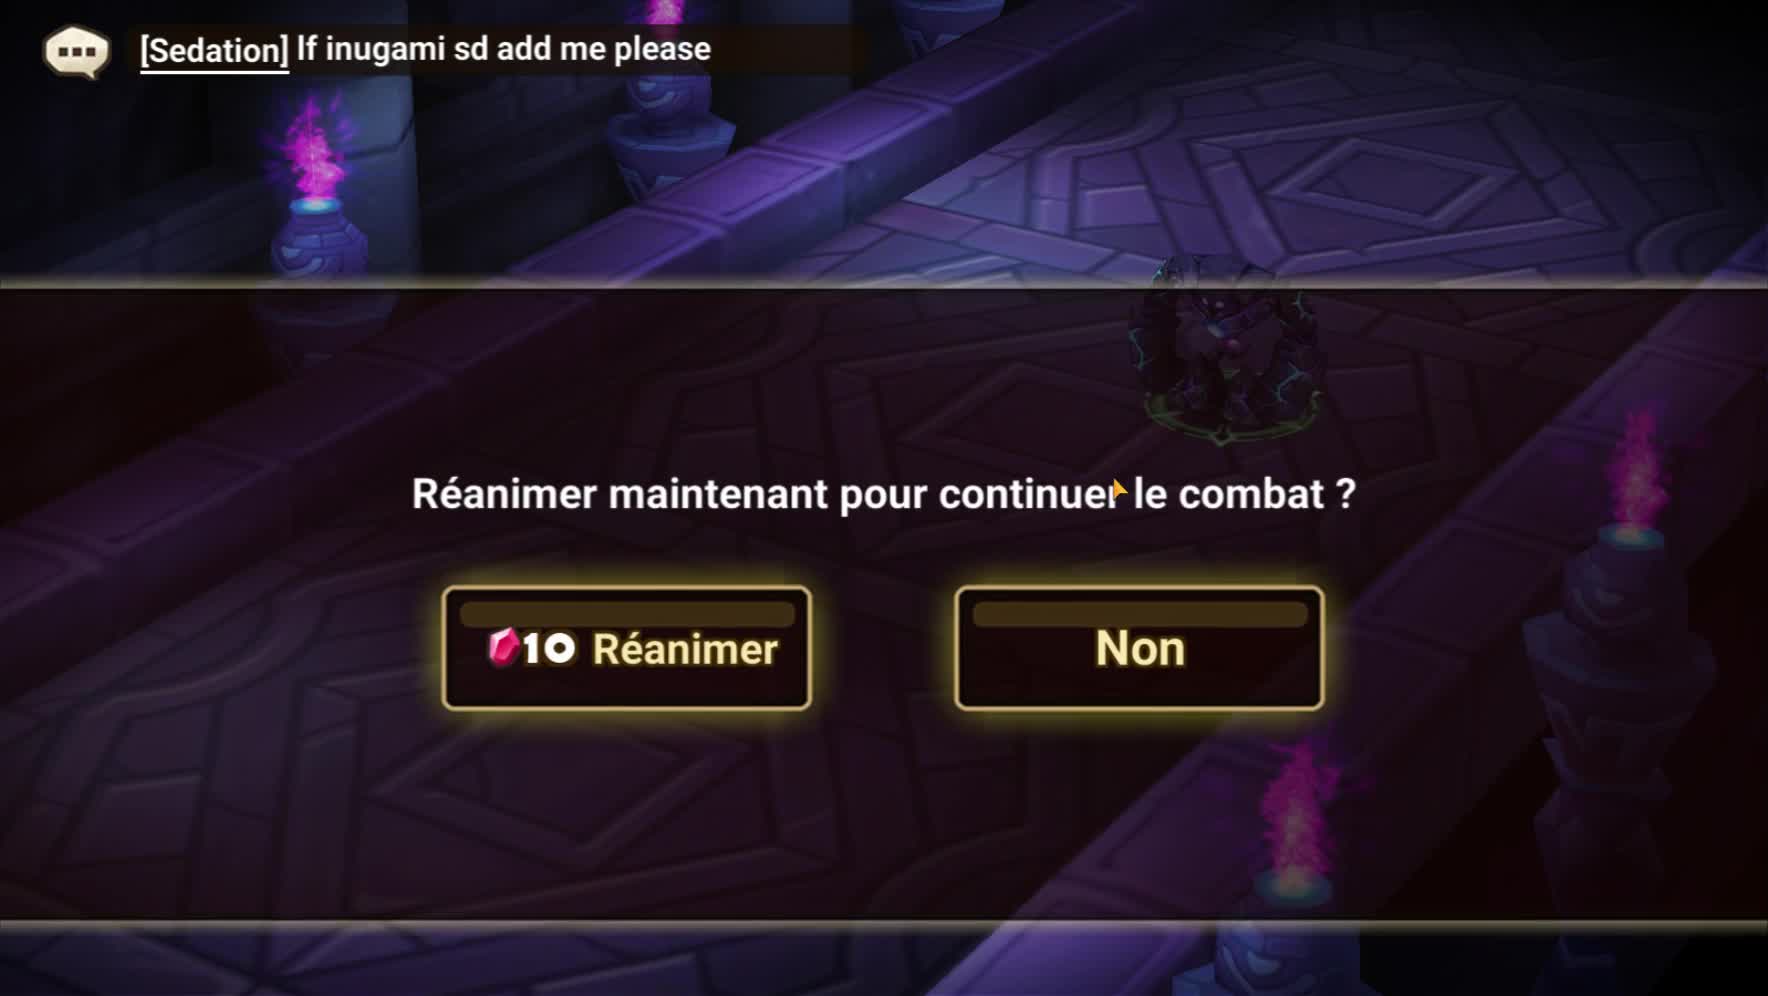 [Sedation] If inugami sd add me please
Réanimer maintenant pour continuer le combat ?
10 Réanimer
Non